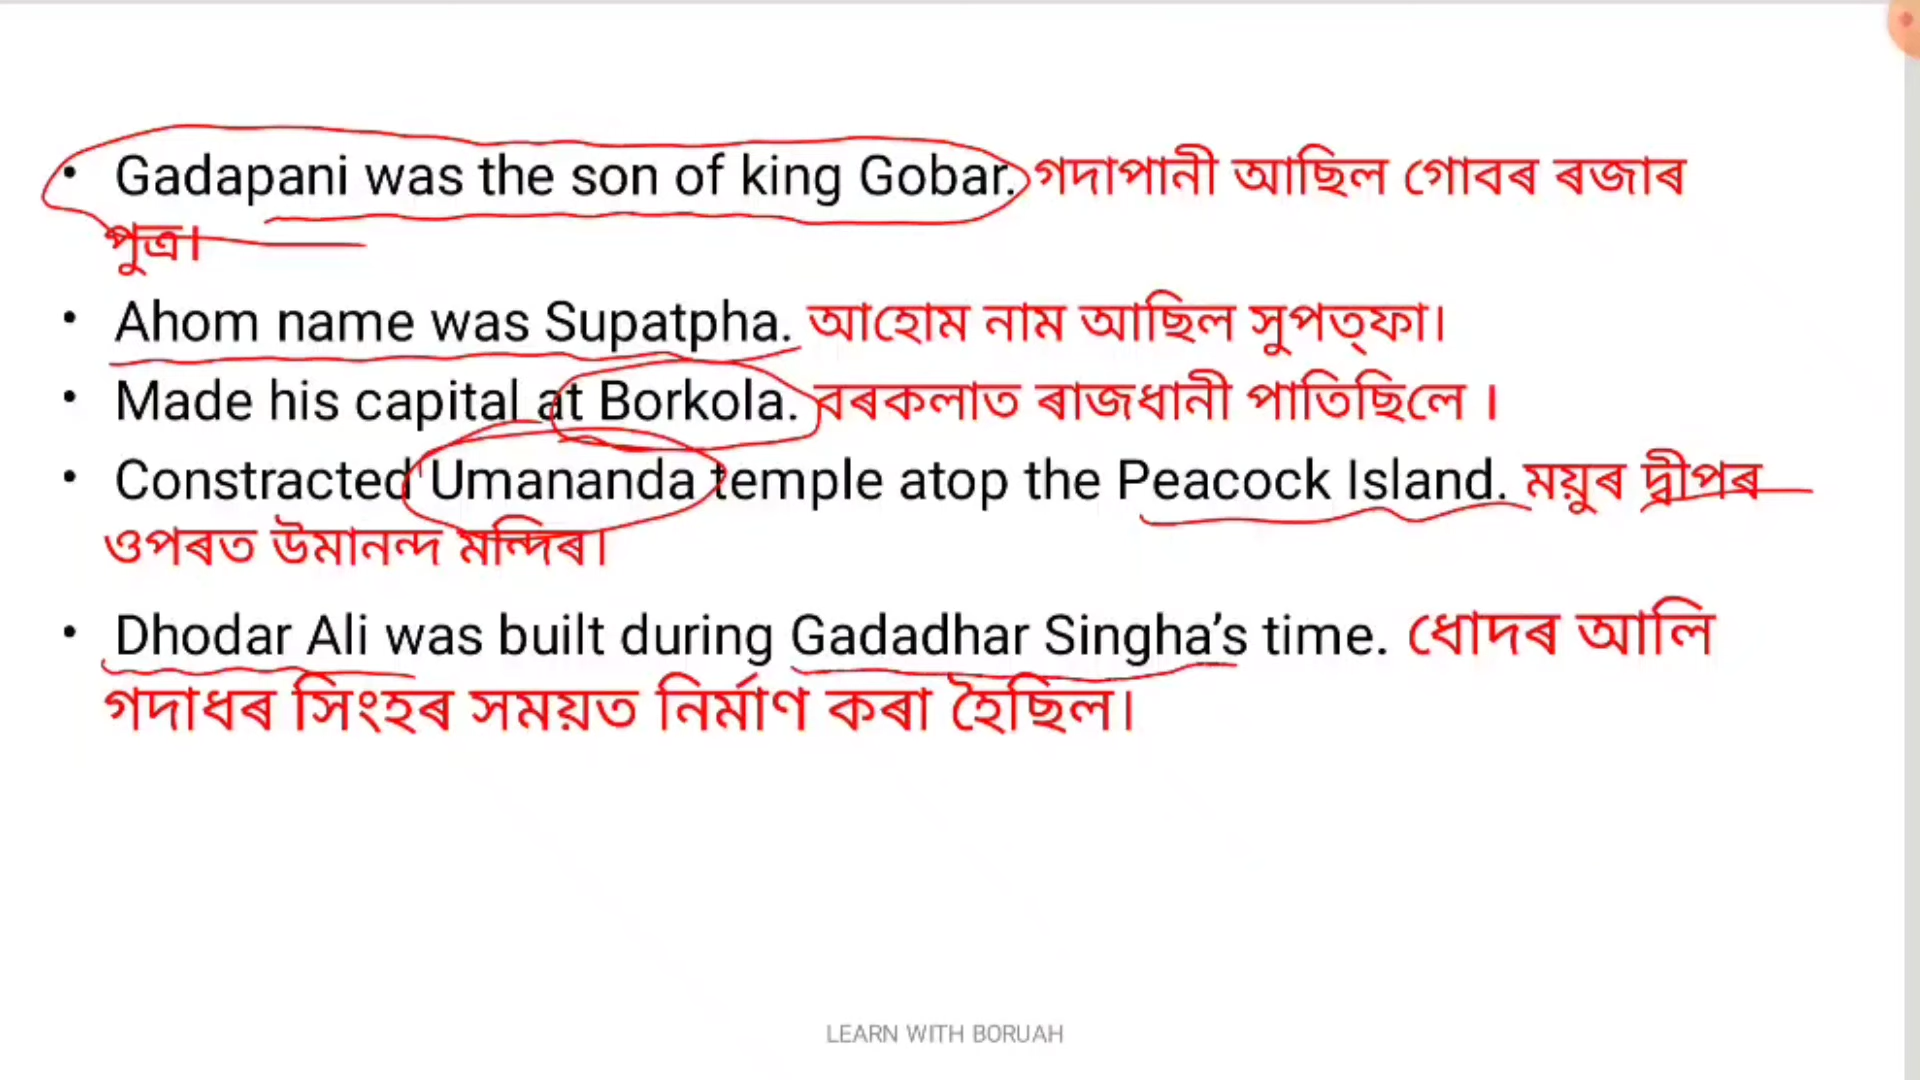 • Gadapani was the son of king Gobar. গদাপানী আছিল গোবৰ ৰজাৰ
পুত্ৰ।
• Ahom name was Supatpha. আহোম নাম আছিল সুপত্ফা।
• Made his capital at Borkola. বৰকলাত ৰাজধানী পাতিছিলে ।
• Constracted Umananda temple atop the Peacock Island. ময়ুৰ দ্বীপৰ
ওপৰত উমানন্দ মন্দিৰ।
• Dhodar Ali was built during Gadadhar Singha’s time. ধোদৰ আলি
গদাধৰ সিংহৰ সময়ত নিৰ্মাণ কৰা হৈছিল।
LEARN WITH BORUAH